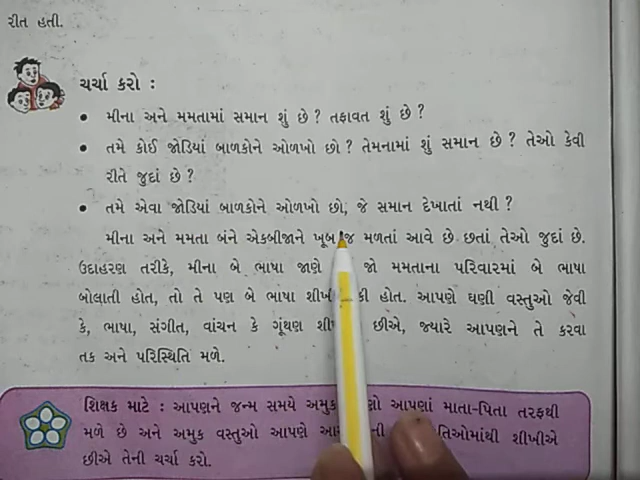 રીત હતી.
ચર્ચા કરો :
• મીના અને મમતામાં સમાન શું છે ? તફાવત શું છે ?
• તમે કોઈ જોડિયાં બાળકોને ઓળખો છો ? તેમનામાં શું સમાન છે ? તેઓ કેવી
રીતે જુદાં છે ?
• તમે એવા જોડિયાં બાળકોને ઓળખો છો, જે સમાન દેખાતાં નથી ?
મીના અને મમતા બંને એકબીજાને ખૂબ જ મળતાં આવે છે છતાં તેઓ જુદાં છે.
ઉદાહરણ તરીકે, મીના બે ભાષા જાણે જો મમતાના પરિવારમાં બે ભાષા
બોલાતી હોત, તો તે પણ બે ભાષા હોત. આપણે ઘણી વસ્તુઓ જેવી
કે, ભાષા, સંગીત, વાંચન કે ગૂંથણ છીએ, જ્યારે આપણને તે કરવા
તક અને પરિસ્થિતિ મળે.
શિક્ષક માટે : આપણને જન્મ સમયે અમુક આપણાં માતા-પિતા તરફથી
મળે છે અને અમુક વસ્તુઓ આપણે શીખીએ
છીએ તેની ચર્ચા કરો.